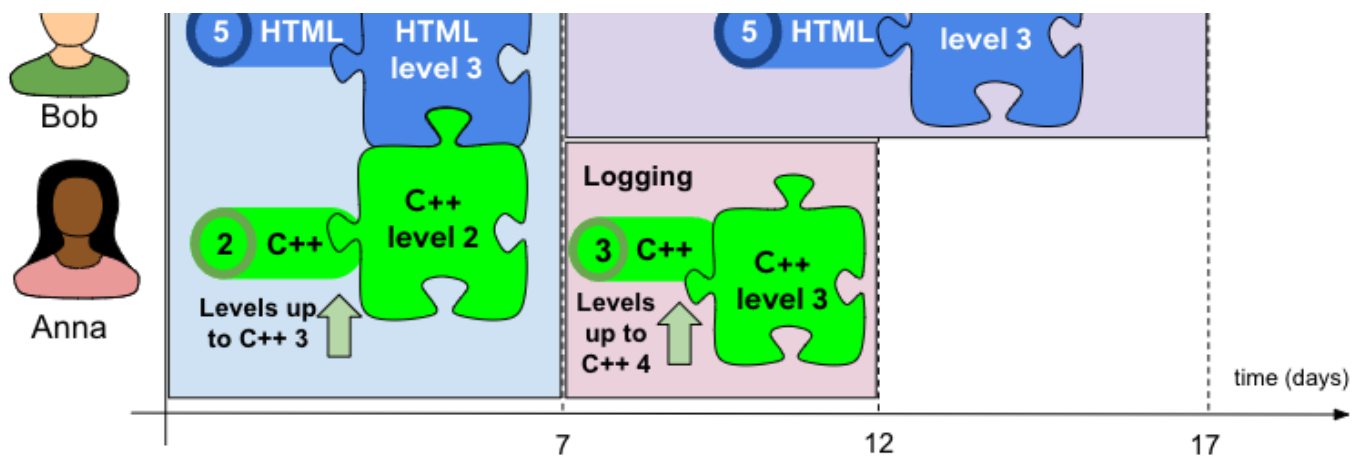 5 HTML
HTML
level 3
5 HTML
level 3
Bob
Logging
C++
level 2
2 C++
3 C++
C++
level 3
Levels up
to C++ 3
Levels
up to
C++ 4
Anna
time (days)
7
12
17